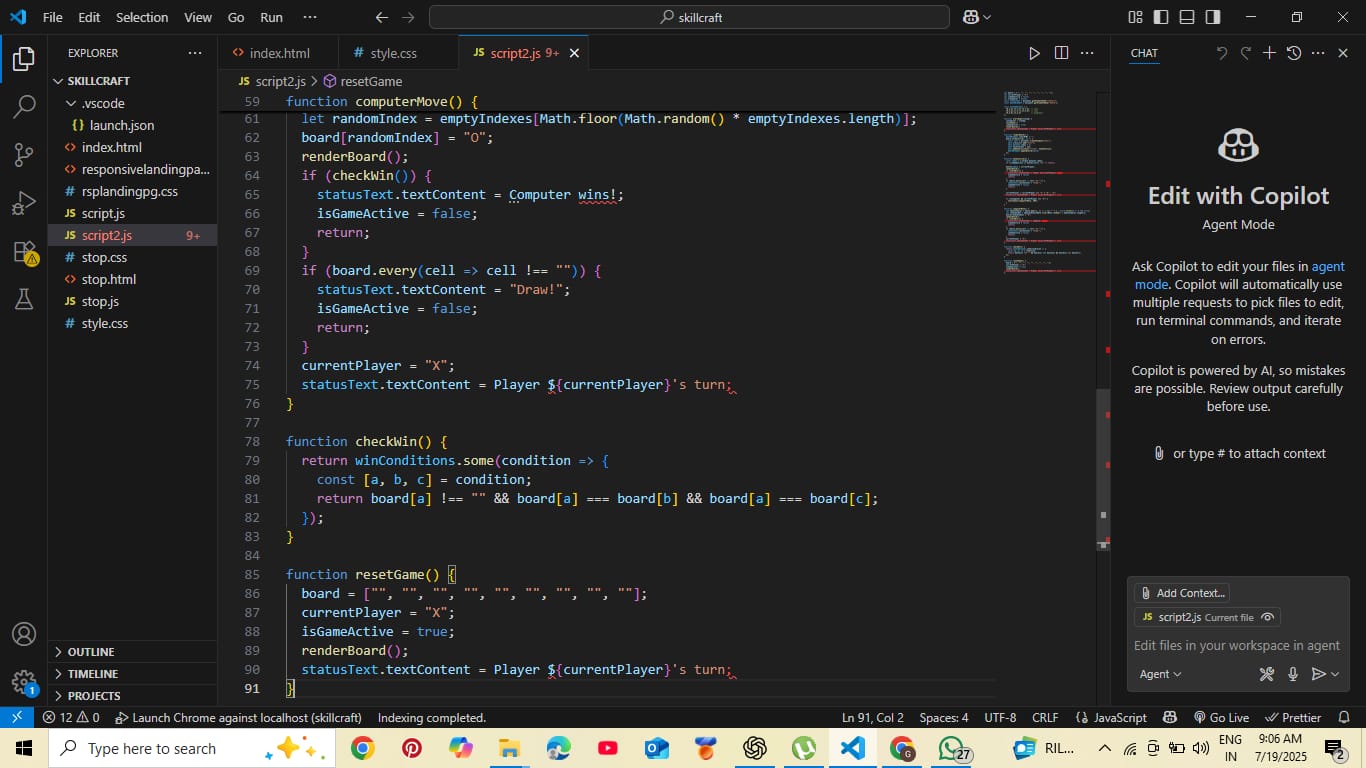 File Edit Selection View Go Run ··· skillcraft
EXPLORER ···
SKILLCRAFT
.vscode
{} launch.json
<> index.html
<> responsivelandingpa...
# rsplandingpg.css
JS script.js
JS script2.js 9+
# stop.css
<> stop.html
JS stop.js
# style.css
OUTLINE
TIMELINE
PROJECTS
<> index.html # style.css JS script2.js 9+
JS script2.js > resetGame
59 function computerMove() {
61 let randomIndex = emptyIndexes[Math.floor(Math.random() * emptyIndexes.length)];
62 board[randomIndex] = "O";
63 renderBoard();
64 if (checkWin()) {
65 statusText.textContent = Computer wins!;
66 isGameActive = false;
67 return;
68 }
69 if (board.every(cell => cell !== "")) {
70 statusText.textContent = "Draw!";
71 isGameActive = false;
72 return;
73 }
74 currentPlayer = "X";
75 statusText.textContent = Player ${currentPlayer}'s turn;
76 }
77
78 function checkWin() {
79 return winConditions.some(condition => {
80 const [a, b, c] = condition;
81 return board[a] !== "" && board[a] === board[b] && board[a] === board[c];
82 });
83 }
84
85 function resetGame() {
86 board = ["", "", "", "", "", "", "", "", ""];
87 currentPlayer = "X";
88 isGameActive = true;
89 renderBoard();
90 statusText.textContent = Player ${currentPlayer}'s turn;
91 }
CHAT
Edit with Copilot
Agent Mode
Ask Copilot to edit your files in agent
mode. Copilot will automatically use
multiple requests to pick files to edit,
run terminal commands, and iterate
on errors.
Copilot is powered by AI, so mistakes
are possible. Review output carefully
before use.
or type # to attach context
Add Context...
JS script2.js Current file
Edit files in your workspace in agent
Agent
12 0 Launch Chrome against localhost (skillcraft) Indexing completed. Ln 91, Col 2 Spaces: 4 UTF-8 CRLF {} JavaScript Go Live Prettier
1
Type here to search
27
RIL...
ENG
IN
9:06 AM
7/19/2025
2